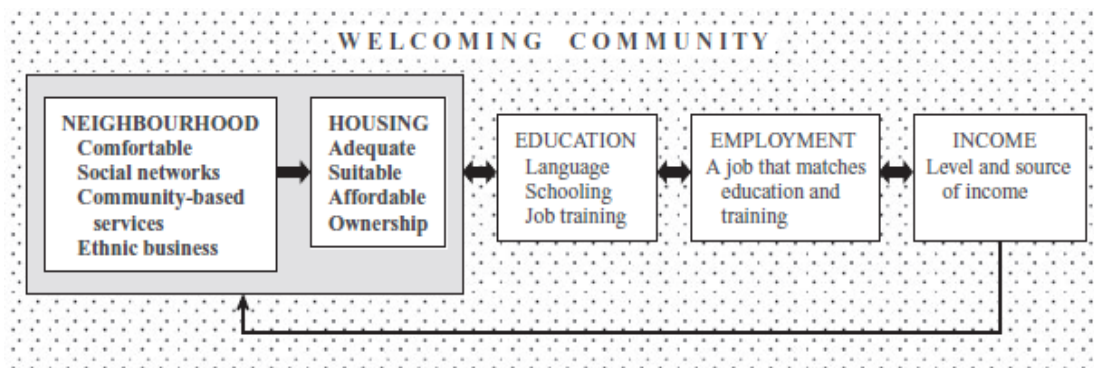 WELCOMING COMMUNITY
NEIGHBOURHOOD
Comfortable
Social networks
Community-based
services
Ethnic business
HOUSING
Adequate
Suitable
Affordable
Ownership
EDUCATION
Language
Schooling
Job training
EMPLOYMENT
A job that matches
education and
training
INCOME
Level and source
of income